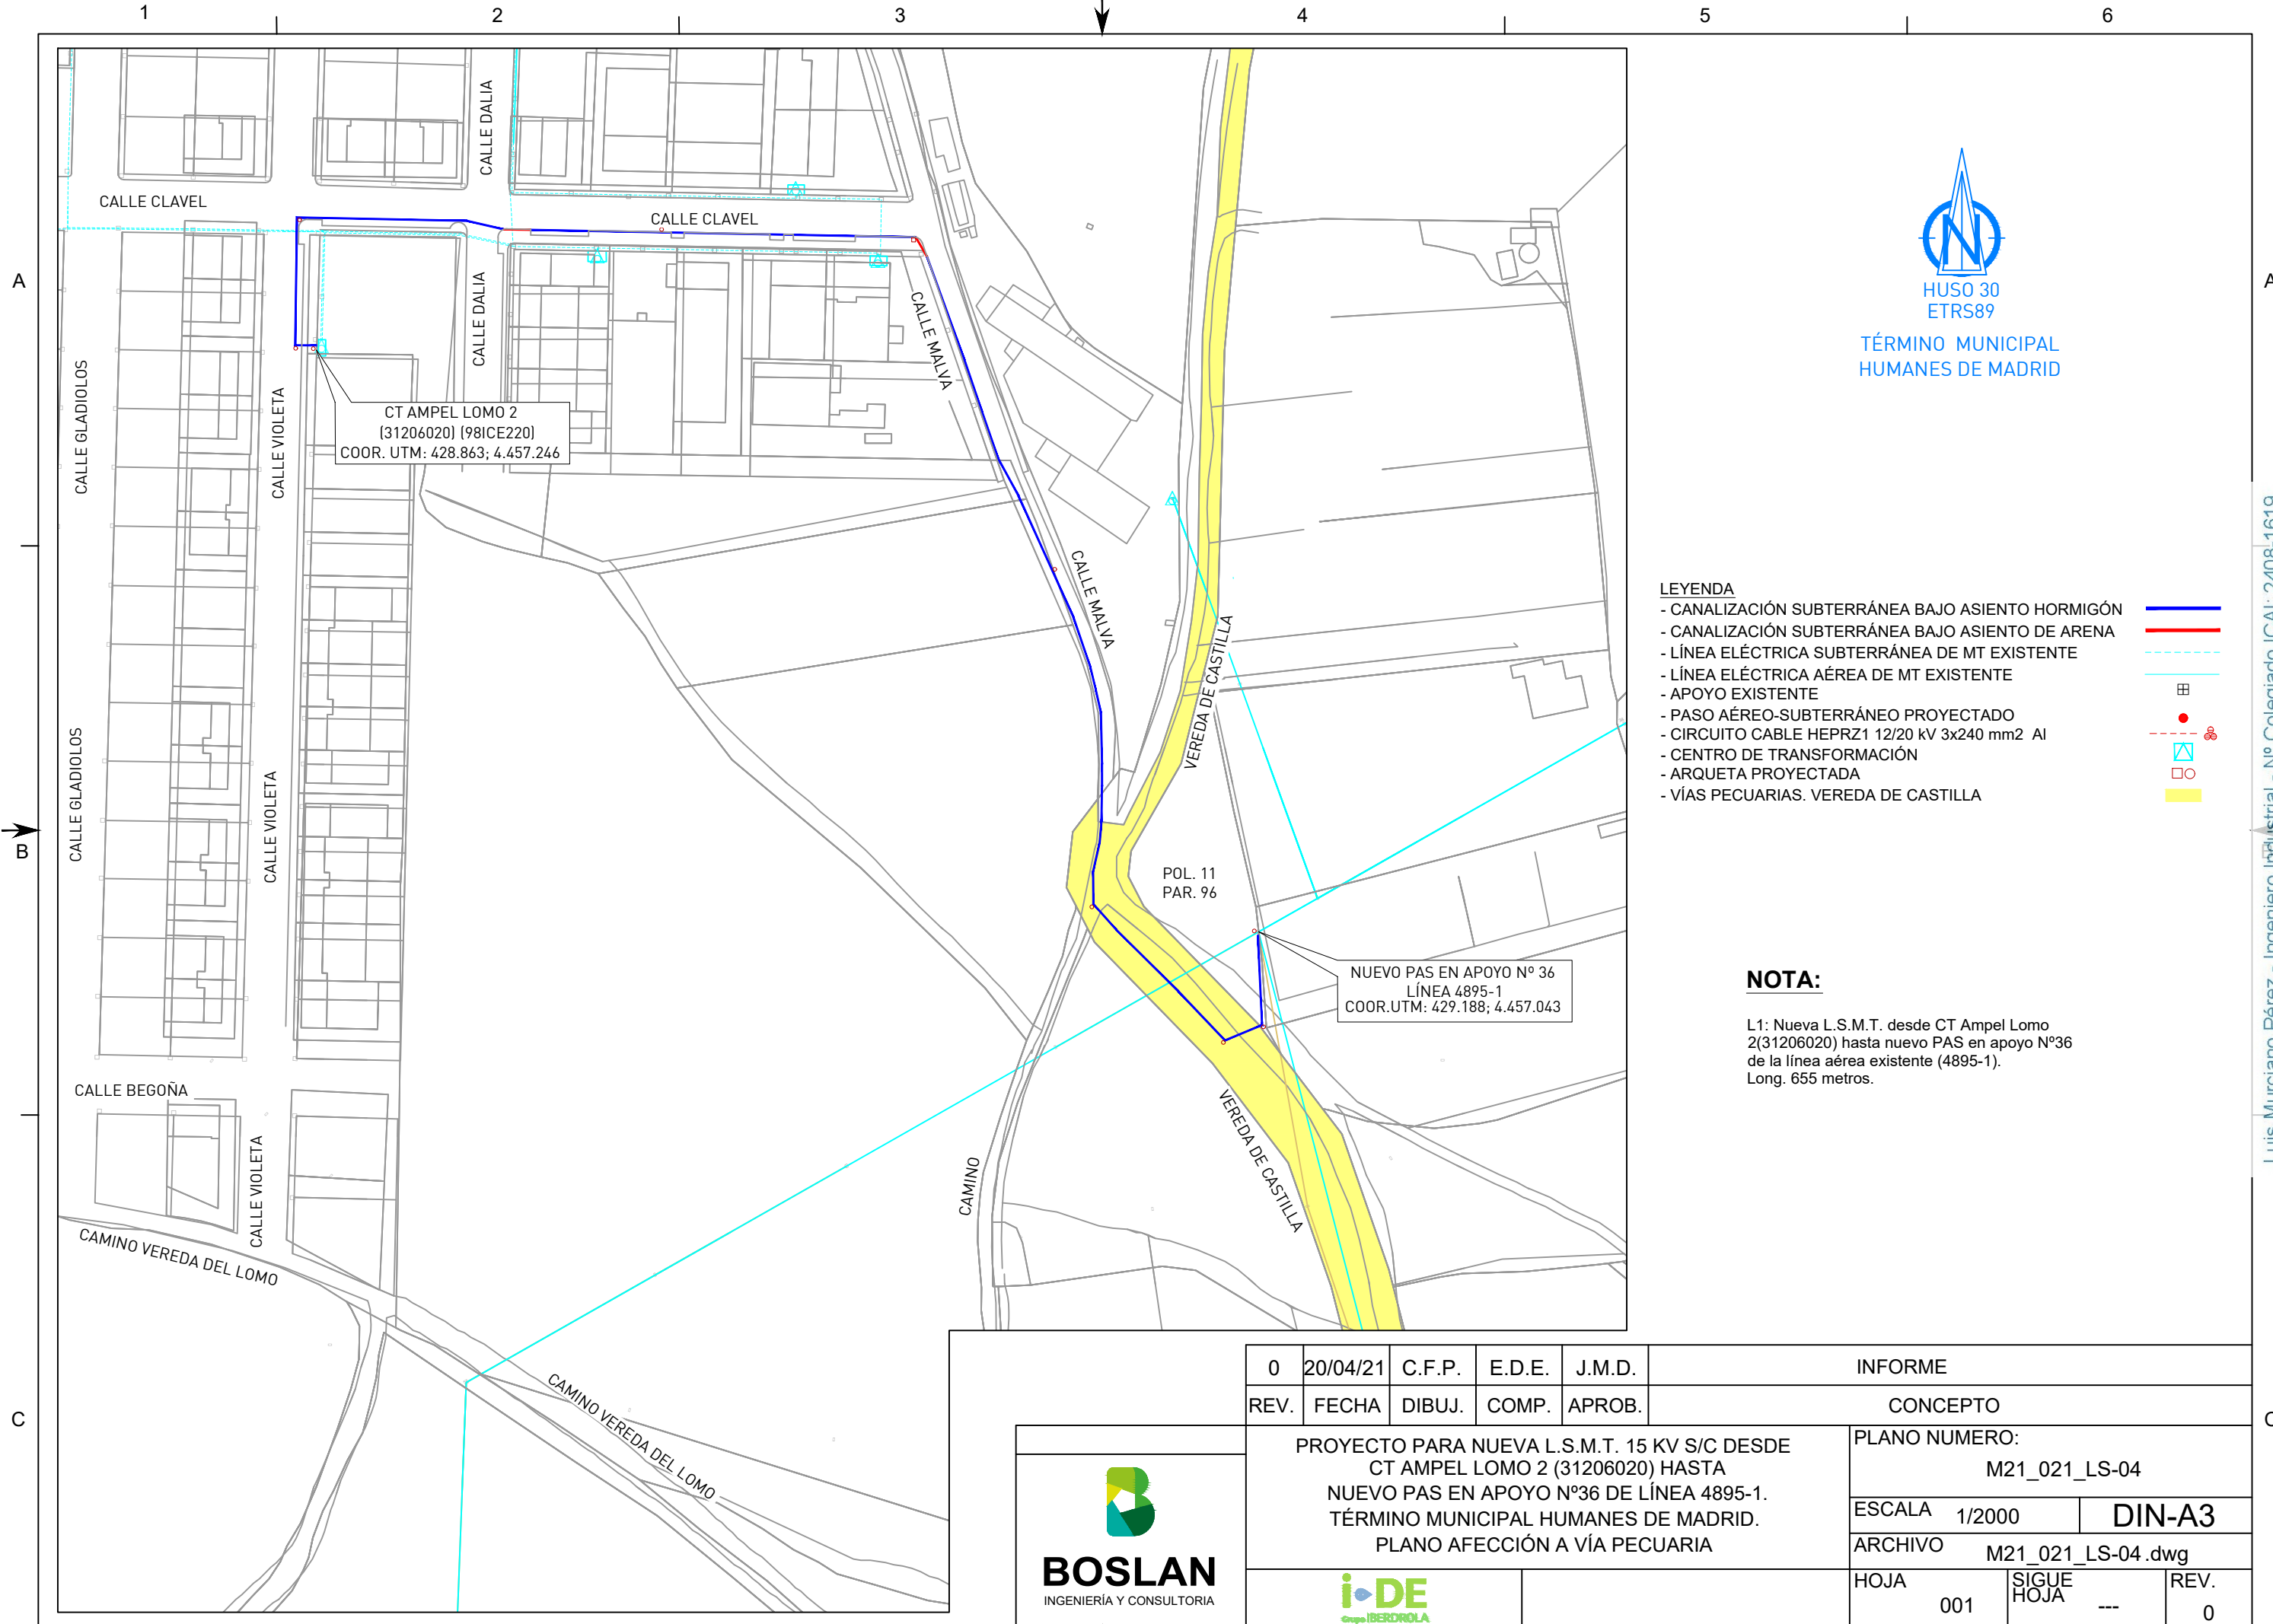 1
2
3
4
5
6
A
A
B
C
C
CALLE DALIA
CALLE CLAVEL
CALLE CLAVEL
CALLE DALIA
CALLE MALVA
CALLE GLADIOLOS
CALLE VIOLETA
CT AMPEL LOMO 2
(31206020) (98ICE220)
COOR. UTM: 428.863; 4.457.246
CALLE MALVA
VEREDA DE CASTILLA
CALLE GLADIOLOS
CALLE VIOLETA
POL. 11
PAR. 96
NUEVO PAS EN APOYO Nº 36
LÍNEA 4895-1
COOR.UTM: 429.188; 4.457.043
CALLE BEGOÑA
CALLE VIOLETA
CAMINO
VEREDA DE CASTILLA
CAMINO VEREDA DEL LOMO
CAMINO VEREDA DEL LOMO
N
HUSO 30
ETRS89
TÉRMINO MUNICIPAL
HUMANES DE MADRID
LEYENDA
- CANALIZACIÓN SUBTERRÁNEA BAJO ASIENTO HORMIGÓN
- CANALIZACIÓN SUBTERRÁNEA BAJO ASIENTO DE ARENA
- LÍNEA ELÉCTRICA SUBTERRÁNEA DE MT EXISTENTE
- LÍNEA ELÉCTRICA AÉREA DE MT EXISTENTE
- APOYO EXISTENTE
- PASO AÉREO-SUBTERRÁNEO PROYECTADO
- CIRCUITO CABLE HEPRZ1 12/20 kV 3x240 mm2 Al
- CENTRO DE TRANSFORMACIÓN
- ARQUETA PROYECTADA
- VÍAS PECUARIAS. VEREDA DE CASTILLA
NOTA:
L1: Nueva L.S.M.T. desde CT Ampel Lomo
2(31206020) hasta nuevo PAS en apoyo Nº36
de la línea aérea existente (4895-1).
Long. 655 metros.
Luis Murciano Pérez - Ingeniero Industrial - Nº Colegiado ICAI: 2408-1619
0 20/04/21 C.F.P. E.D.E. J.M.D. INFORME
REV. FECHA DIBUJ. COMP. APROB. CONCEPTO
PROYECTO PARA NUEVA L.S.M.T. 15 KV S/C DESDE
CT AMPEL LOMO 2 (31206020) HASTA
NUEVO PAS EN APOYO Nº36 DE LÍNEA 4895-1.
TÉRMINO MUNICIPAL HUMANES DE MADRID.
PLANO AFECCIÓN A VÍA PECUARIA
PLANO NUMERO:
M21_021_LS-04
ESCALA 1/2000 DIN-A3
ARCHIVO M21_021_LS-04.dwg
HOJA 001 SIGUE HOJA --- REV. 0
BOSLAN
INGENIERÍA Y CONSULTORIA
i-DE
Grupo IBERDROLA